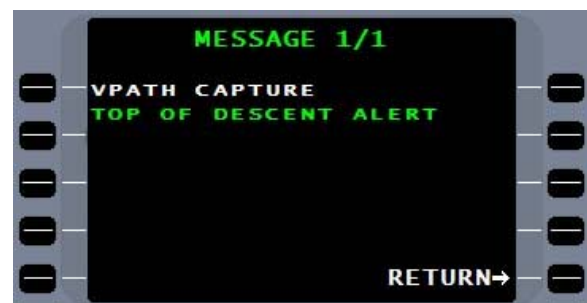 MESSAGE 1/1
VPATH CAPTURE
TOP OF DESCENT ALERT
RETURN→